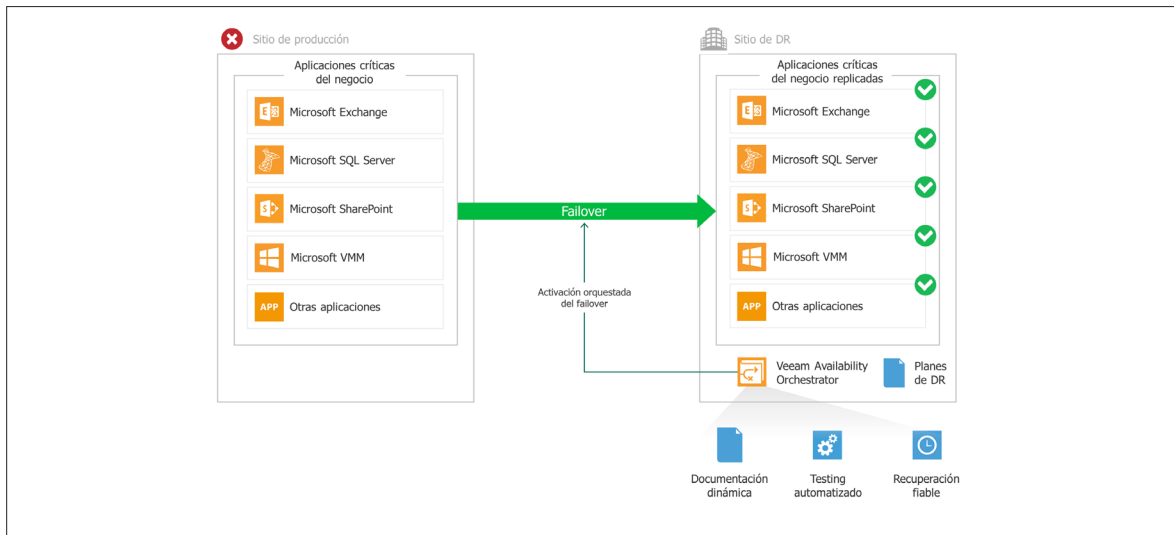 Sitio de producción
Aplicaciones críticas
del negocio
Microsoft Exchange
Microsoft SQL Server
Microsoft SharePoint
Microsoft VMM
APP
Otras aplicaciones
Failover
Activación orquestada
del failover
Sitio de DR
Aplicaciones críticas
del negocio replicadas
Microsoft Exchange
Microsoft SQL Server
Microsoft SharePoint
Microsoft VMM
APP
Otras aplicaciones
Veeam Availability
Orchestrator
Planes
de DR
Documentación
dinámica
Testing
automatizado
Recuperación
fiable